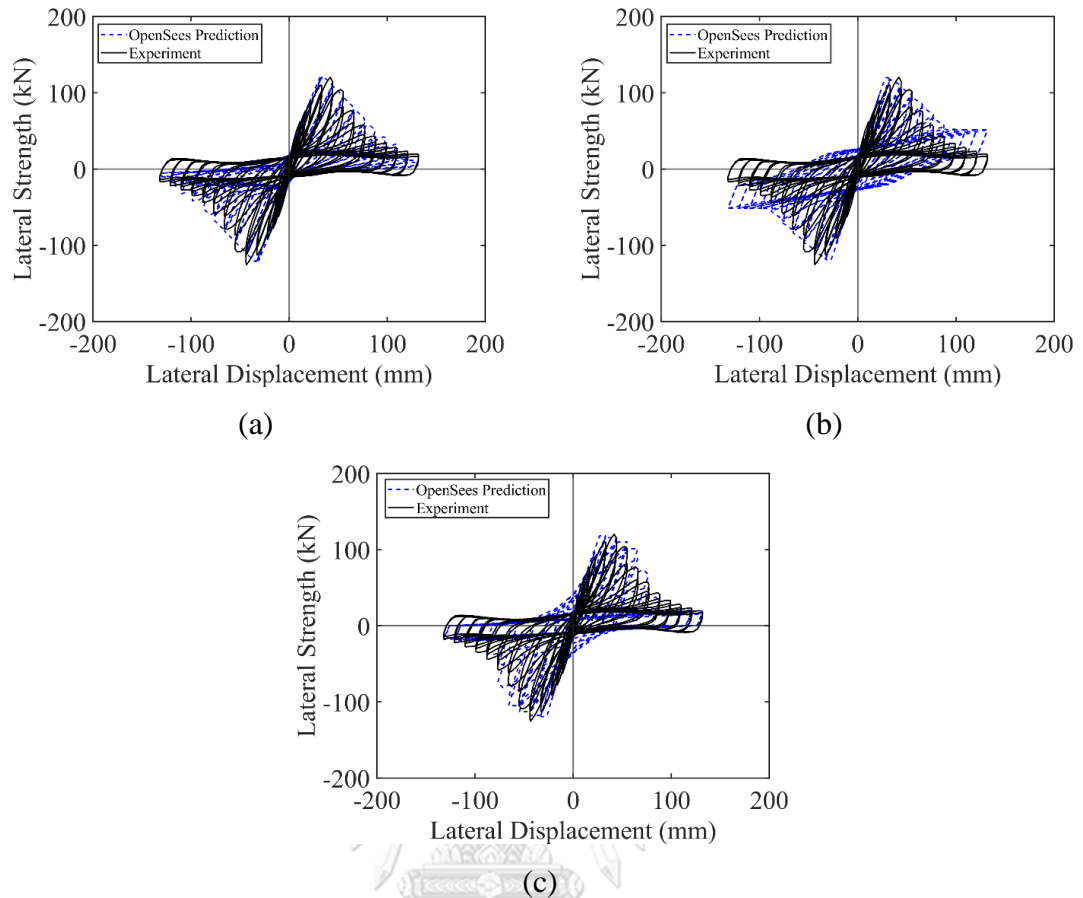 200
OpenSees Prediction
Experiment
100
0
-100
-200
-200 -100 0 100 200
Lateral Strength (kN)
Lateral Displacement (mm)
(a)
200
OpenSees Prediction
Experiment
100
0
-100
-200
-200 -100 0 100 200
Lateral Strength (kN)
Lateral Displacement (mm)
(b)
200
OpenSees Prediction
Experiment
100
0
-100
-200
-200 -100 0 100 200
Lateral Strength (kN)
Lateral Displacement (mm)
(c)